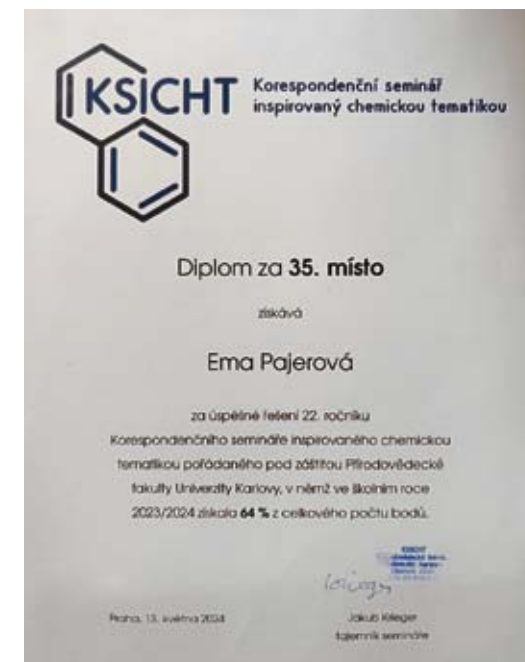 KSICHT
Korespondenční seminář
inspirovaný chemickou tematikou
Diplom za 35. místo
získává
Ema Pajerová
za úspěšné řešení 22. ročníku
Korespondenčního semináře inspirovaného chemickou
tematikou pořádaného pod záštitou Přírodovědecké
fakulty Univerzity Karlovy, v němž ve školním roce
2023/2024 získala 64 % z celkového počtu bodů.
KSICHT
Praha, 13. května 2024
Jakub Krieger
tajemník semináře